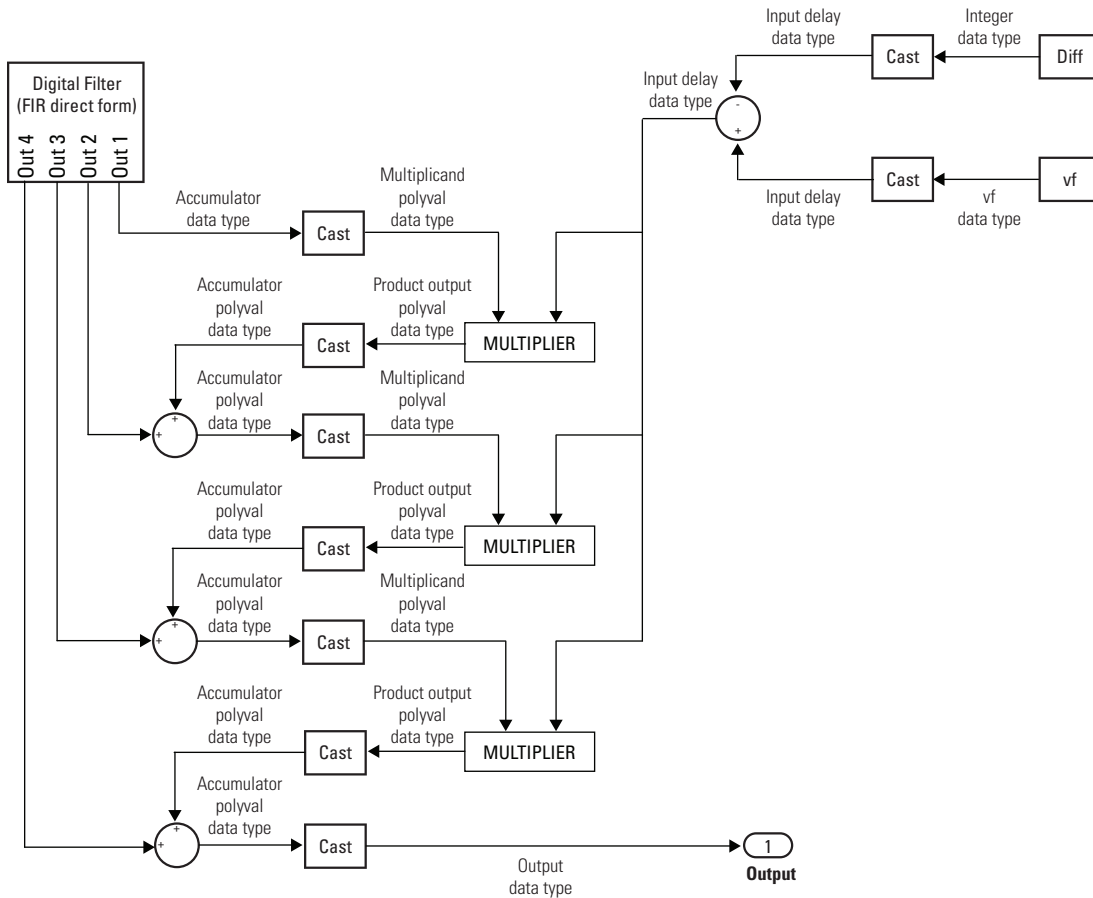 Input delay
data type
Integer
data type
Cast
Diff
Input delay
data type
-
+
Cast
vf
Input delay
data type
vf
data type
Digital Filter
(FIR direct form)
Out 4
Out 3
Out 2
Out 1
Accumulator
data type
Cast
Multiplicand
polyval
data type
Accumulator
polyval
data type
Cast
Product output
polyval
data type
MULTIPLIER
+
+
Accumulator
polyval
data type
Cast
Multiplicand
polyval
data type
Accumulator
polyval
data type
Cast
Product output
polyval
data type
MULTIPLIER
+
+
Accumulator
polyval
data type
Cast
Multiplicand
polyval
data type
Accumulator
polyval
data type
Cast
Product output
polyval
data type
MULTIPLIER
+
+
Accumulator
polyval
data type
Cast
Output
data type
1
Output